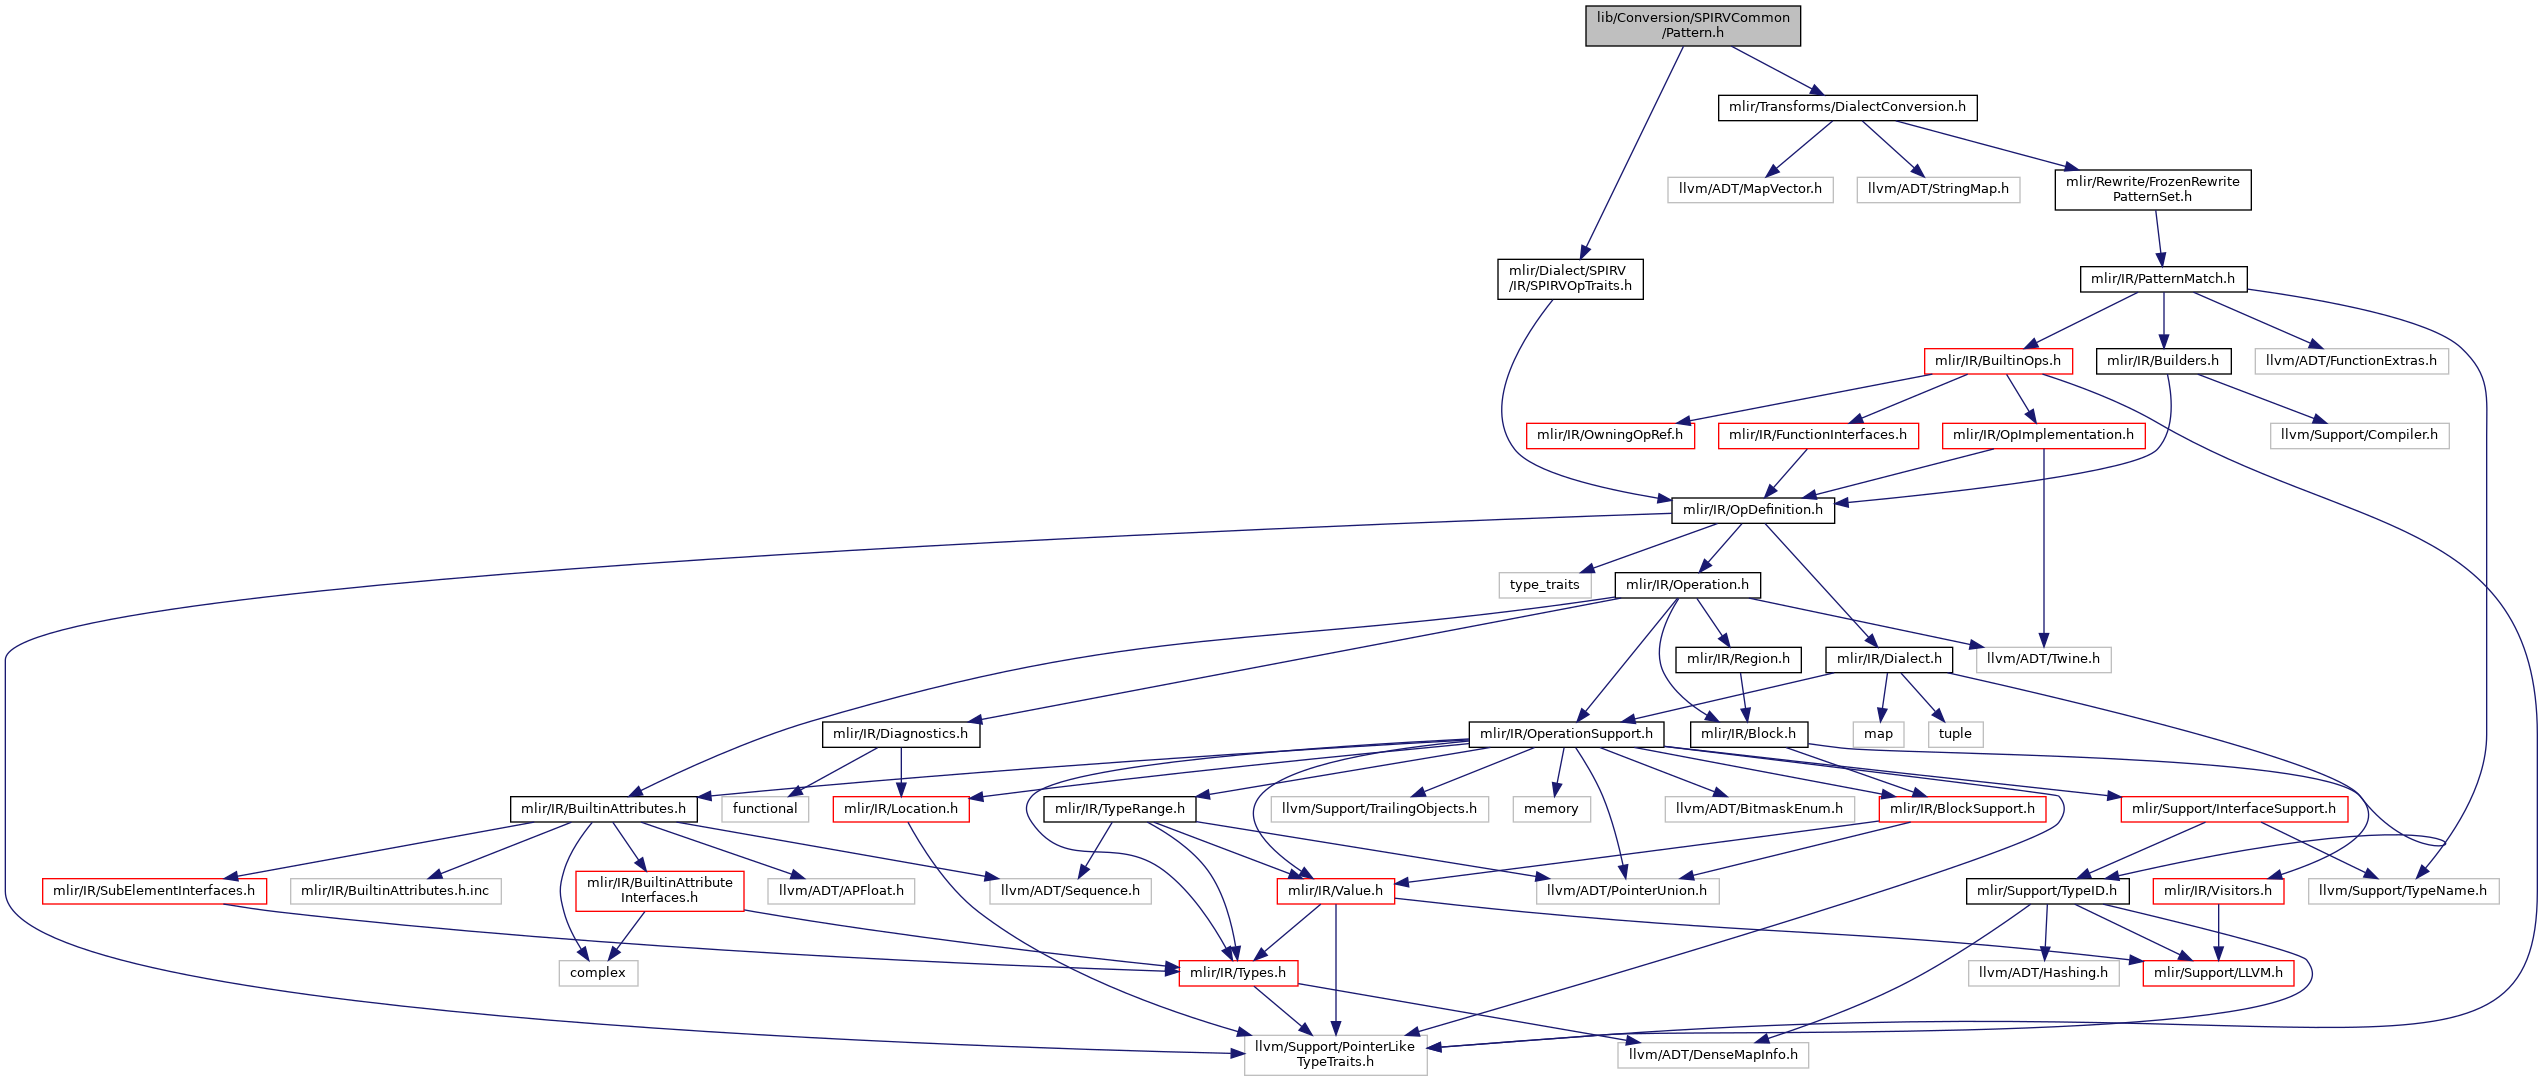 lib/Conversion/SPIRVCommon
/Pattern.h
mlir/Transforms/DialectConversion.h
llvm/ADT/MapVector.h
llvm/ADT/StringMap.h
mlir/Rewrite/FrozenRewrite
PatternSet.h
mlir/Dialect/SPIRV
/IR/SPIRVOpTraits.h
mlir/IR/PatternMatch.h
mlir/IR/BuiltinOps.h
mlir/IR/Builders.h
llvm/ADT/FunctionExtras.h
mlir/IR/OwningOpRef.h
mlir/IR/FunctionInterfaces.h
mlir/IR/OpImplementation.h
llvm/Support/Compiler.h
mlir/IR/OpDefinition.h
type_traits
mlir/IR/Operation.h
mlir/IR/Region.h
mlir/IR/Dialect.h
llvm/ADT/Twine.h
mlir/IR/Diagnostics.h
mlir/IR/OperationSupport.h
mlir/IR/Block.h
map
tuple
mlir/IR/BuiltinAttributes.h
functional
mlir/IR/Location.h
mlir/IR/TypeRange.h
llvm/Support/TrailingObjects.h
memory
llvm/ADT/BitmaskEnum.h
mlir/IR/BlockSupport.h
mlir/Support/InterfaceSupport.h
mlir/IR/SubElementInterfaces.h
mlir/IR/BuiltinAttributes.h.inc
mlir/IR/BuiltinAttribute
Interfaces.h
llvm/ADT/APFloat.h
llvm/ADT/Sequence.h
mlir/IR/Value.h
llvm/ADT/PointerUnion.h
mlir/Support/TypeID.h
mlir/IR/Visitors.h
llvm/Support/TypeName.h
complex
mlir/IR/Types.h
llvm/ADT/Hashing.h
mlir/Support/LLVM.h
llvm/Support/PointerLike
TypeTraits.h
llvm/ADT/DenseMapInfo.h